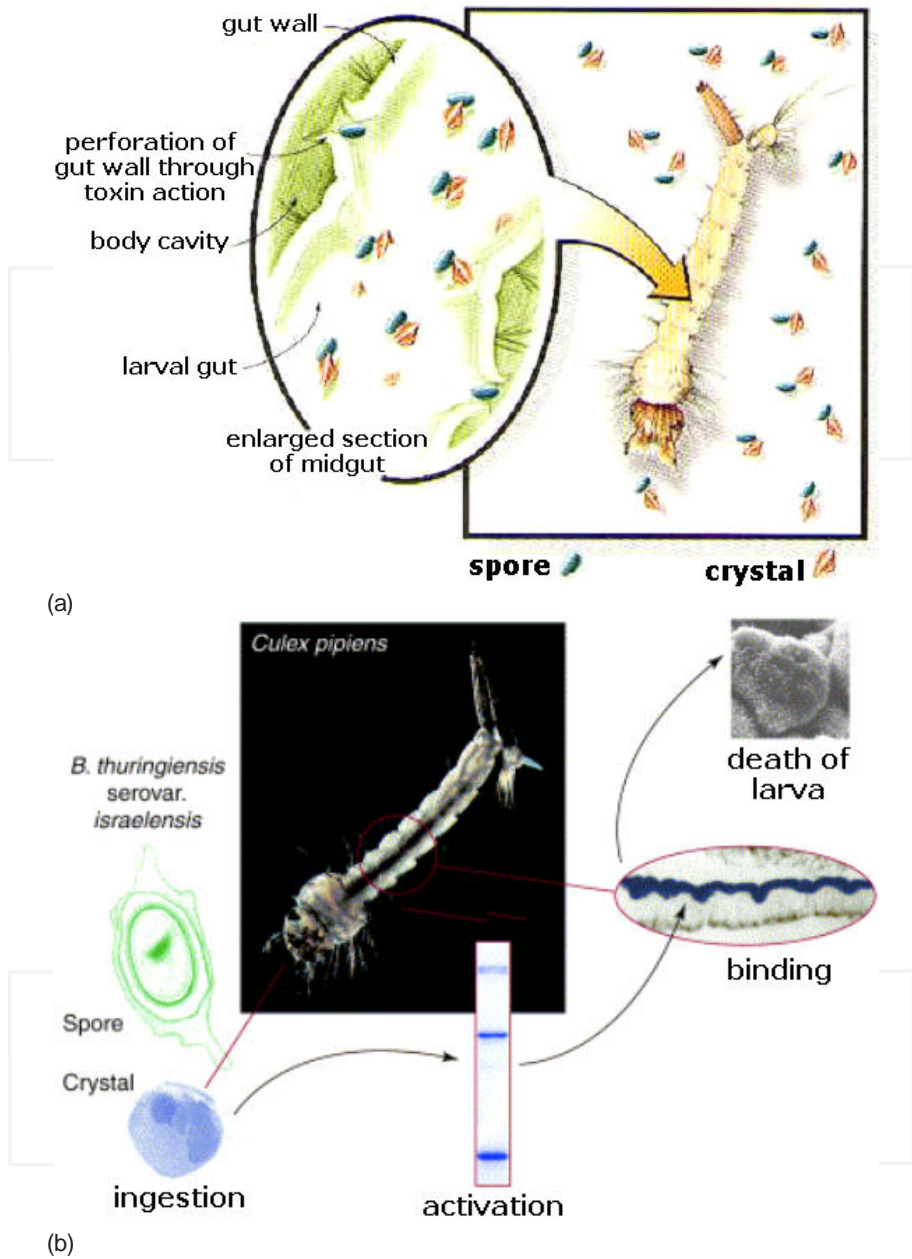 gut wall
perforation of
gut wall through
toxin action
body cavity
larval gut
enlarged section
of midgut
spore
crystal
(a)
Culex pipiens
B. thuringiensis
serovar.
israelensis
death of
larva
binding
Spore
Crystal
ingestion
activation
(b)